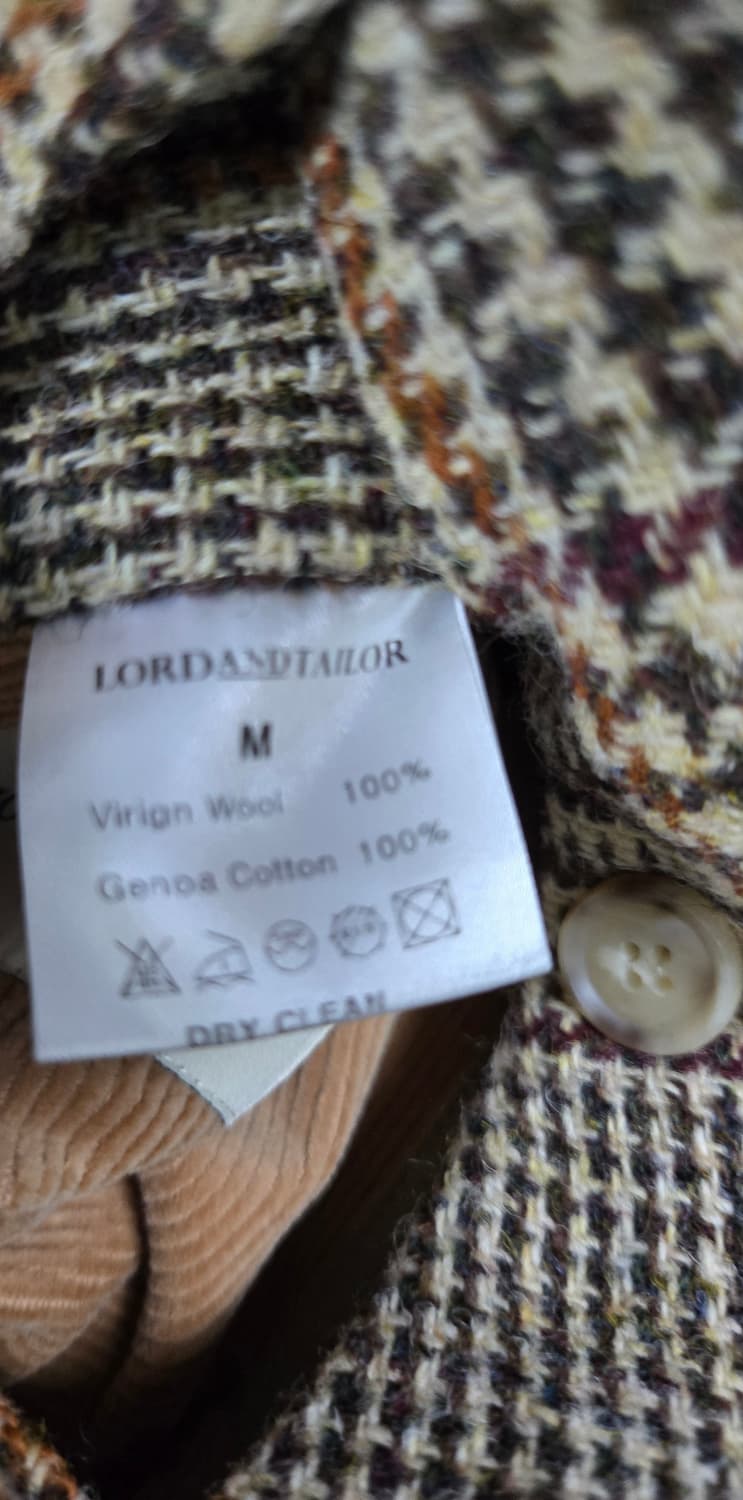 LORDANDTAILOR
M
Virign Wool 100%
Genoa Cotton 100%
DRY CLEAN